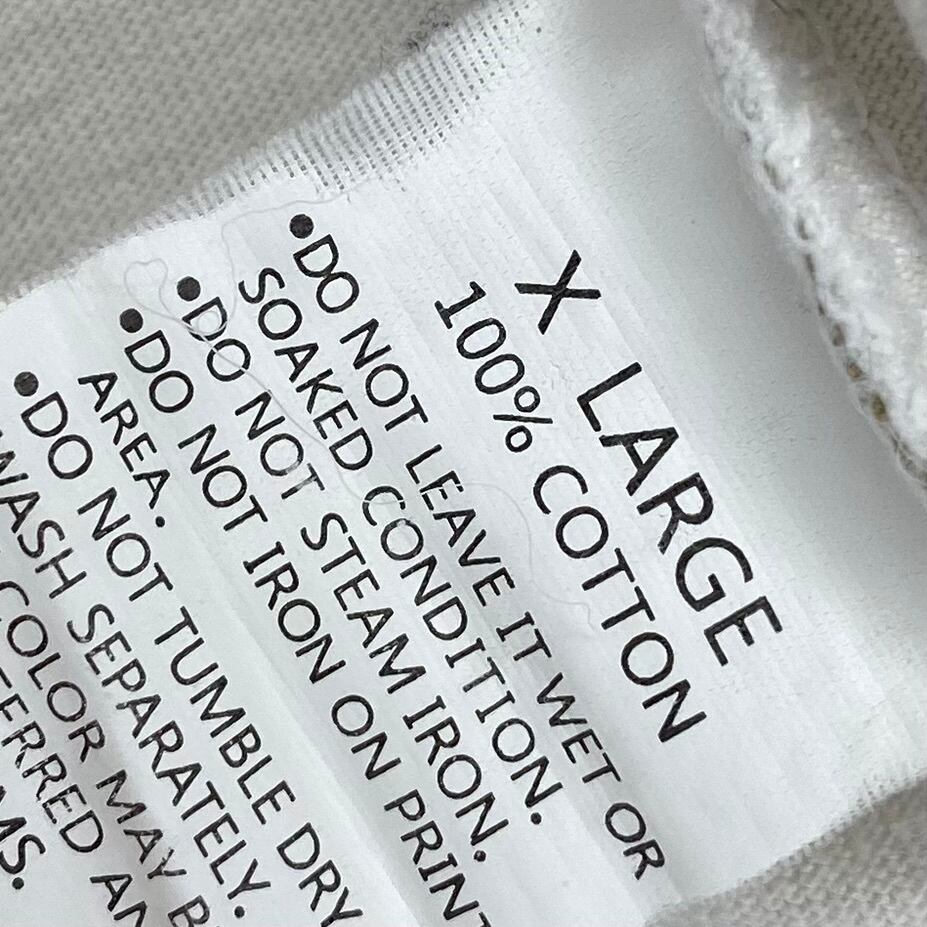 X LARGE
100% COTTON
•DO NOT LEAVE IT WET OR
SOAKED CONDITION.
•DO NOT STEAM IRON.
•DO NOT IRON ON PRINT
AREA.
•DO NOT TUMBLE DRY
WASH SEPARATELY.
COLOR MAY